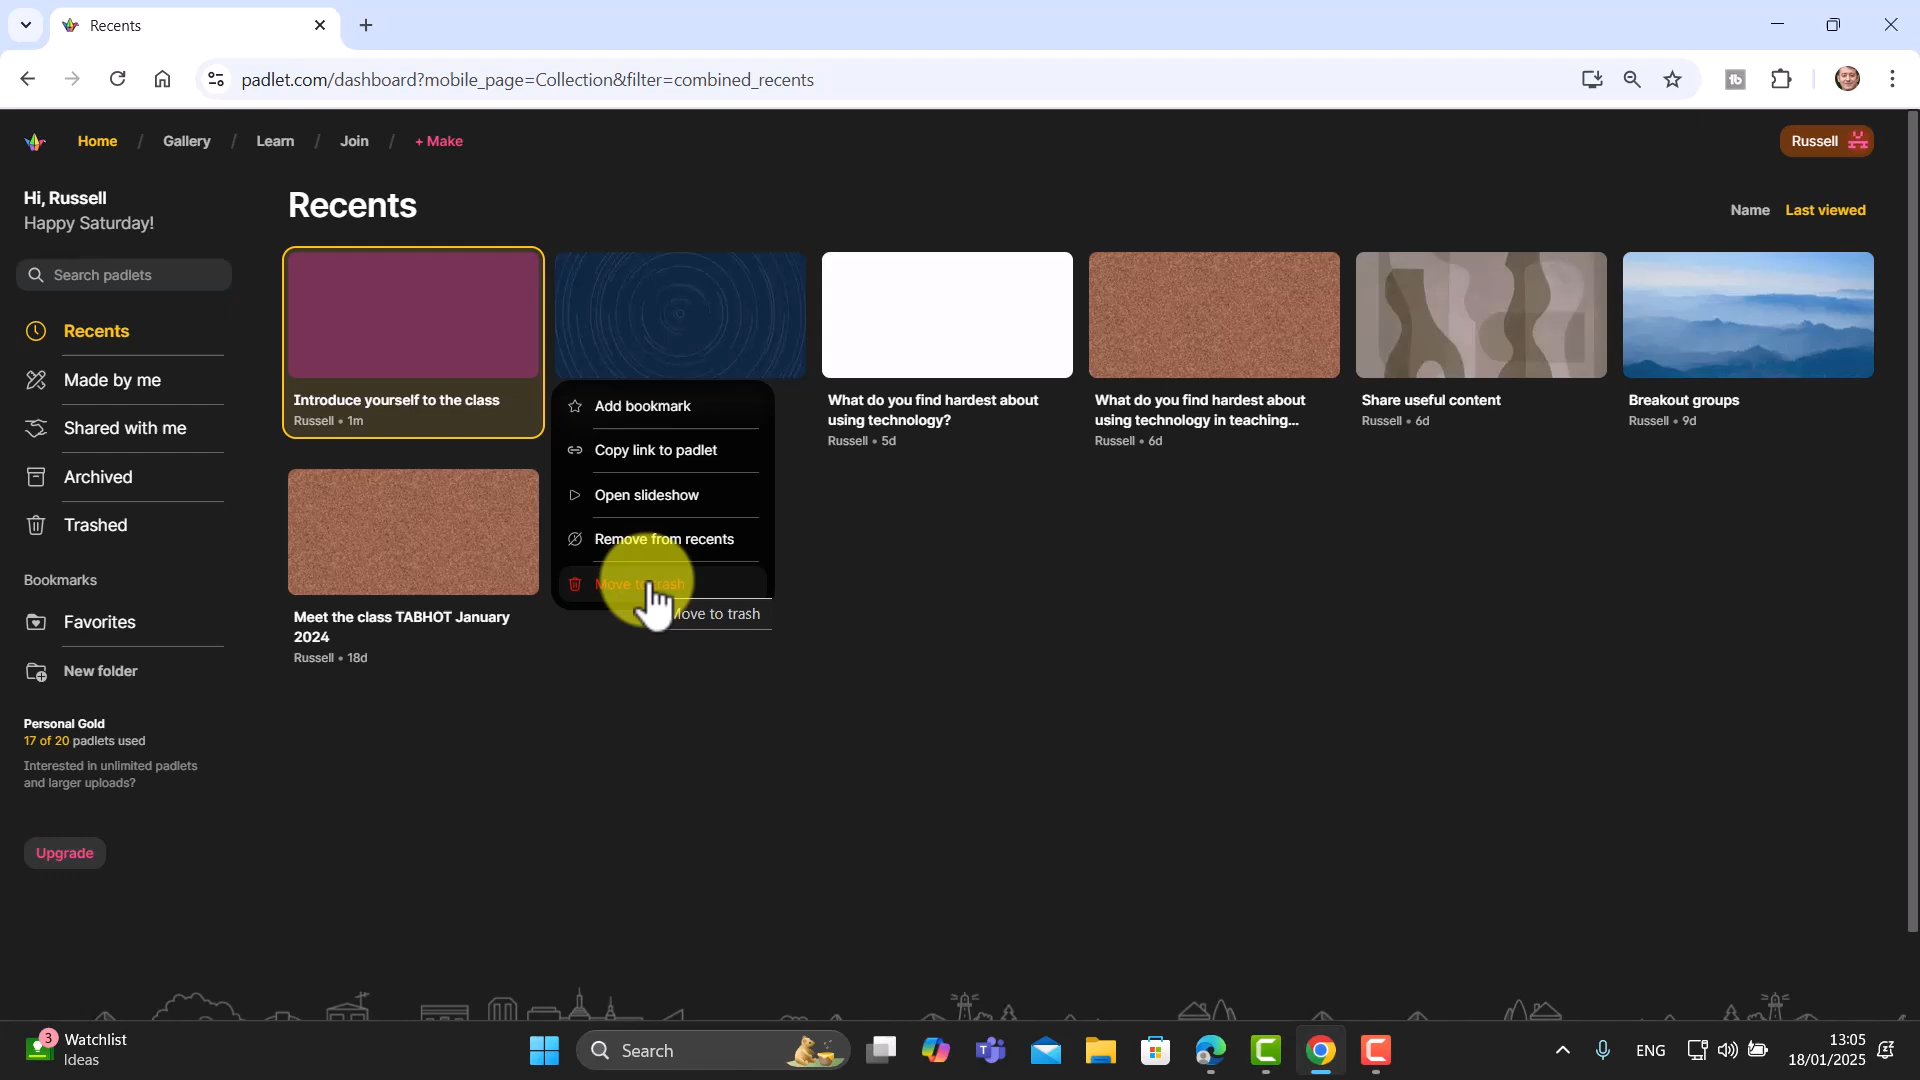 Recents
padlet.com/dashboard?mobile_page=Collection&filter=combined_recents
Home / Gallery / Learn / Join / + Make
Russell
Hi, Russell
Happy Saturday!
Search padlets
Recents
Made by me
Shared with me
Archived
Trashed
Bookmarks
Favorites
New folder
Personal Gold
17 of 20 padlets used
Interested in unlimited padlets
and larger uploads?
Upgrade
Recents
Name Last viewed
Introduce yourself to the class
Russell • 1m
Add bookmark
Copy link to padlet
Open slideshow
Remove from recents
Move to trash
Move to trash
What do you find hardest about
using technology?
Russell • 5d
What do you find hardest about
using technology in teaching...
Russell • 6d
Share useful content
Russell • 6d
Breakout groups
Russell • 9d
Meet the class TABHOT January
2024
Russell • 18d
3
Watchlist
Ideas
Search
ENG
13:05
18/01/2025